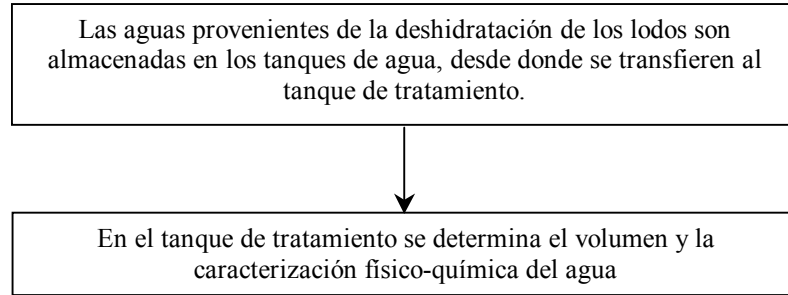 Las aguas provenientes de la deshidratación de los lodos son
almacenadas en los tanques de agua, desde donde se transfieren al
tanque de tratamiento.
En el tanque de tratamiento se determina el volumen y la
caracterización físico-química del agua